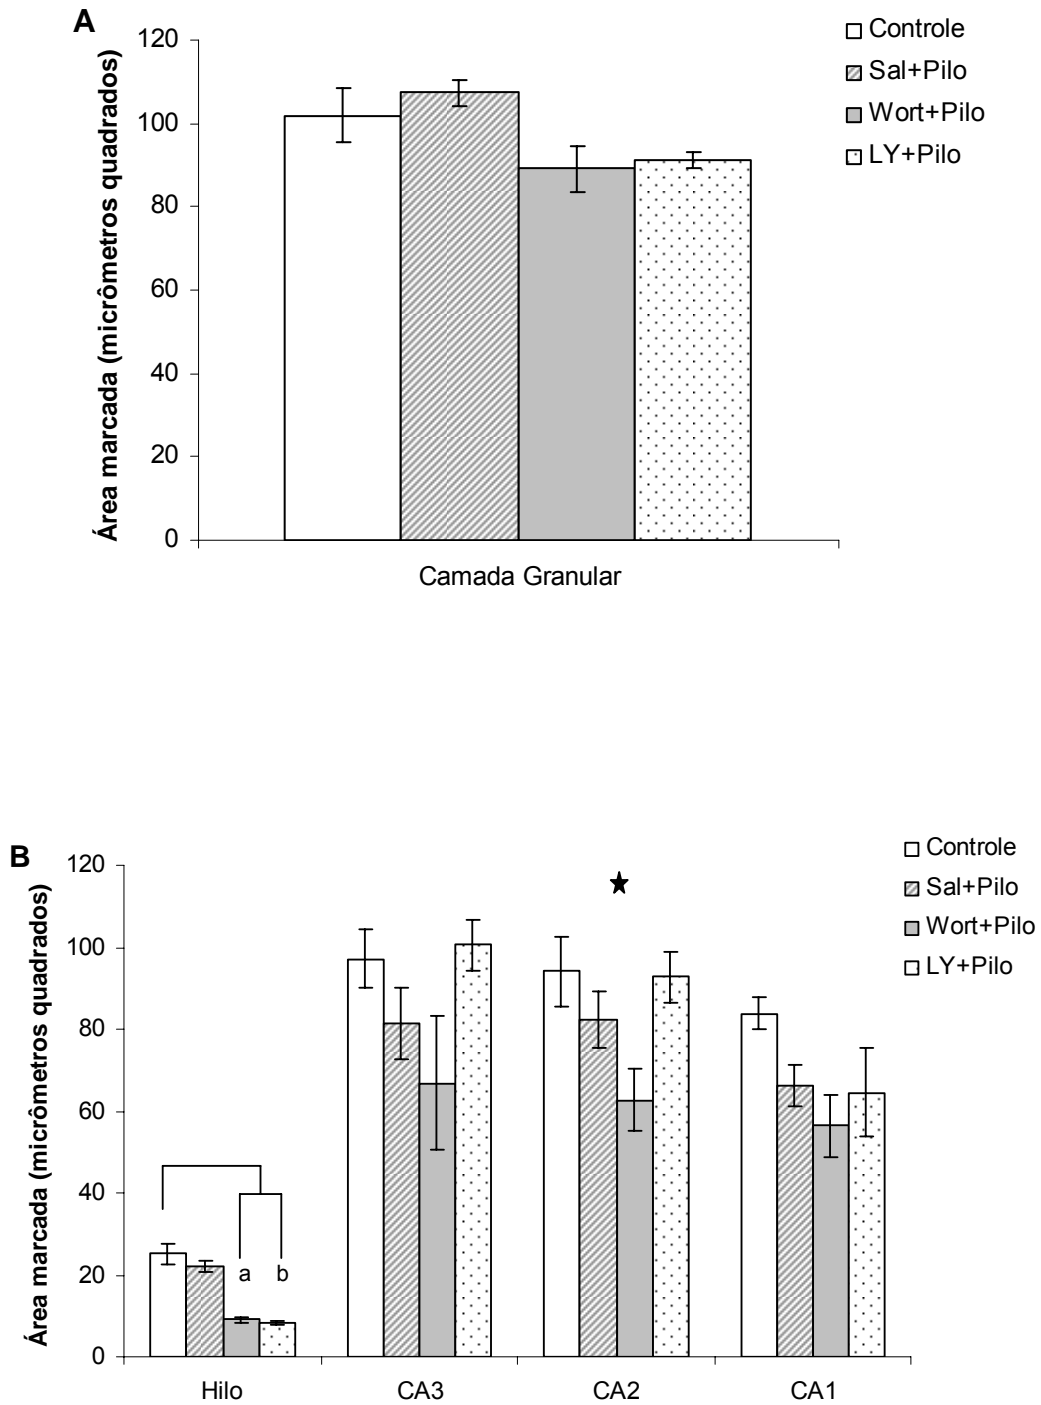 A
Área marcada (micrômetros quadrados)
120
100
80
60
40
20
0
Camada Granular
Controle
Sal+Pilo
Wort+Pilo
LY+Pilo
B
Área marcada (micrômetros quadrados)
120
100
80
60
40
20
0
a b
Hilo CA3 CA2 CA1
Controle
Sal+Pilo
Wort+Pilo
LY+Pilo